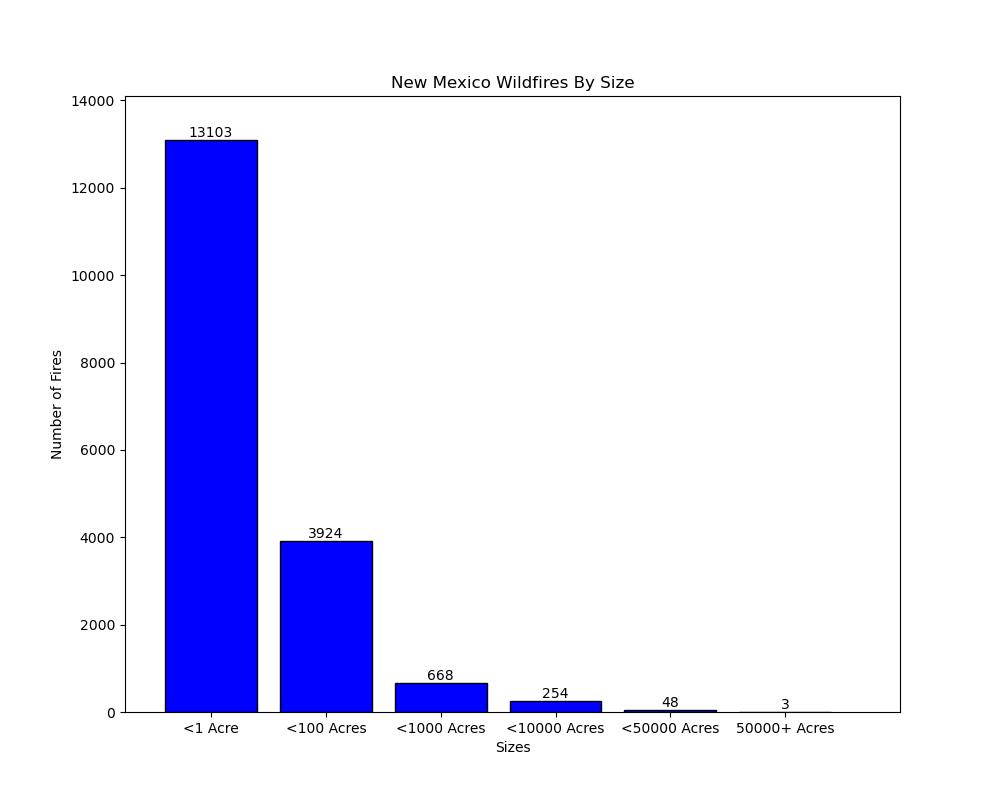 New Mexico Wildfires By Size
14000
12000
10000
8000
6000
4000
2000
0
Number of Fires
13103
3924
668
254
48
3
<1 Acre
<100 Acres
<1000 Acres
<10000 Acres
<50000 Acres
50000+ Acres
Sizes